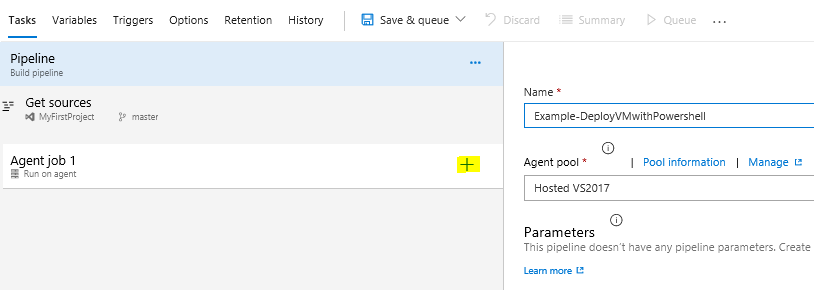 Tasks Variables Triggers Options Retention History Save & queue Discard Summary Queue ...
Pipeline
Build pipeline
Get sources
MyFirstProject master
Agent job 1
Run on agent
Name *
Example-DeployVMwithPowershell
Agent pool * | Pool information | Manage
Hosted VS2017
Parameters
This pipeline doesn't have any pipeline parameters. Create
Learn more